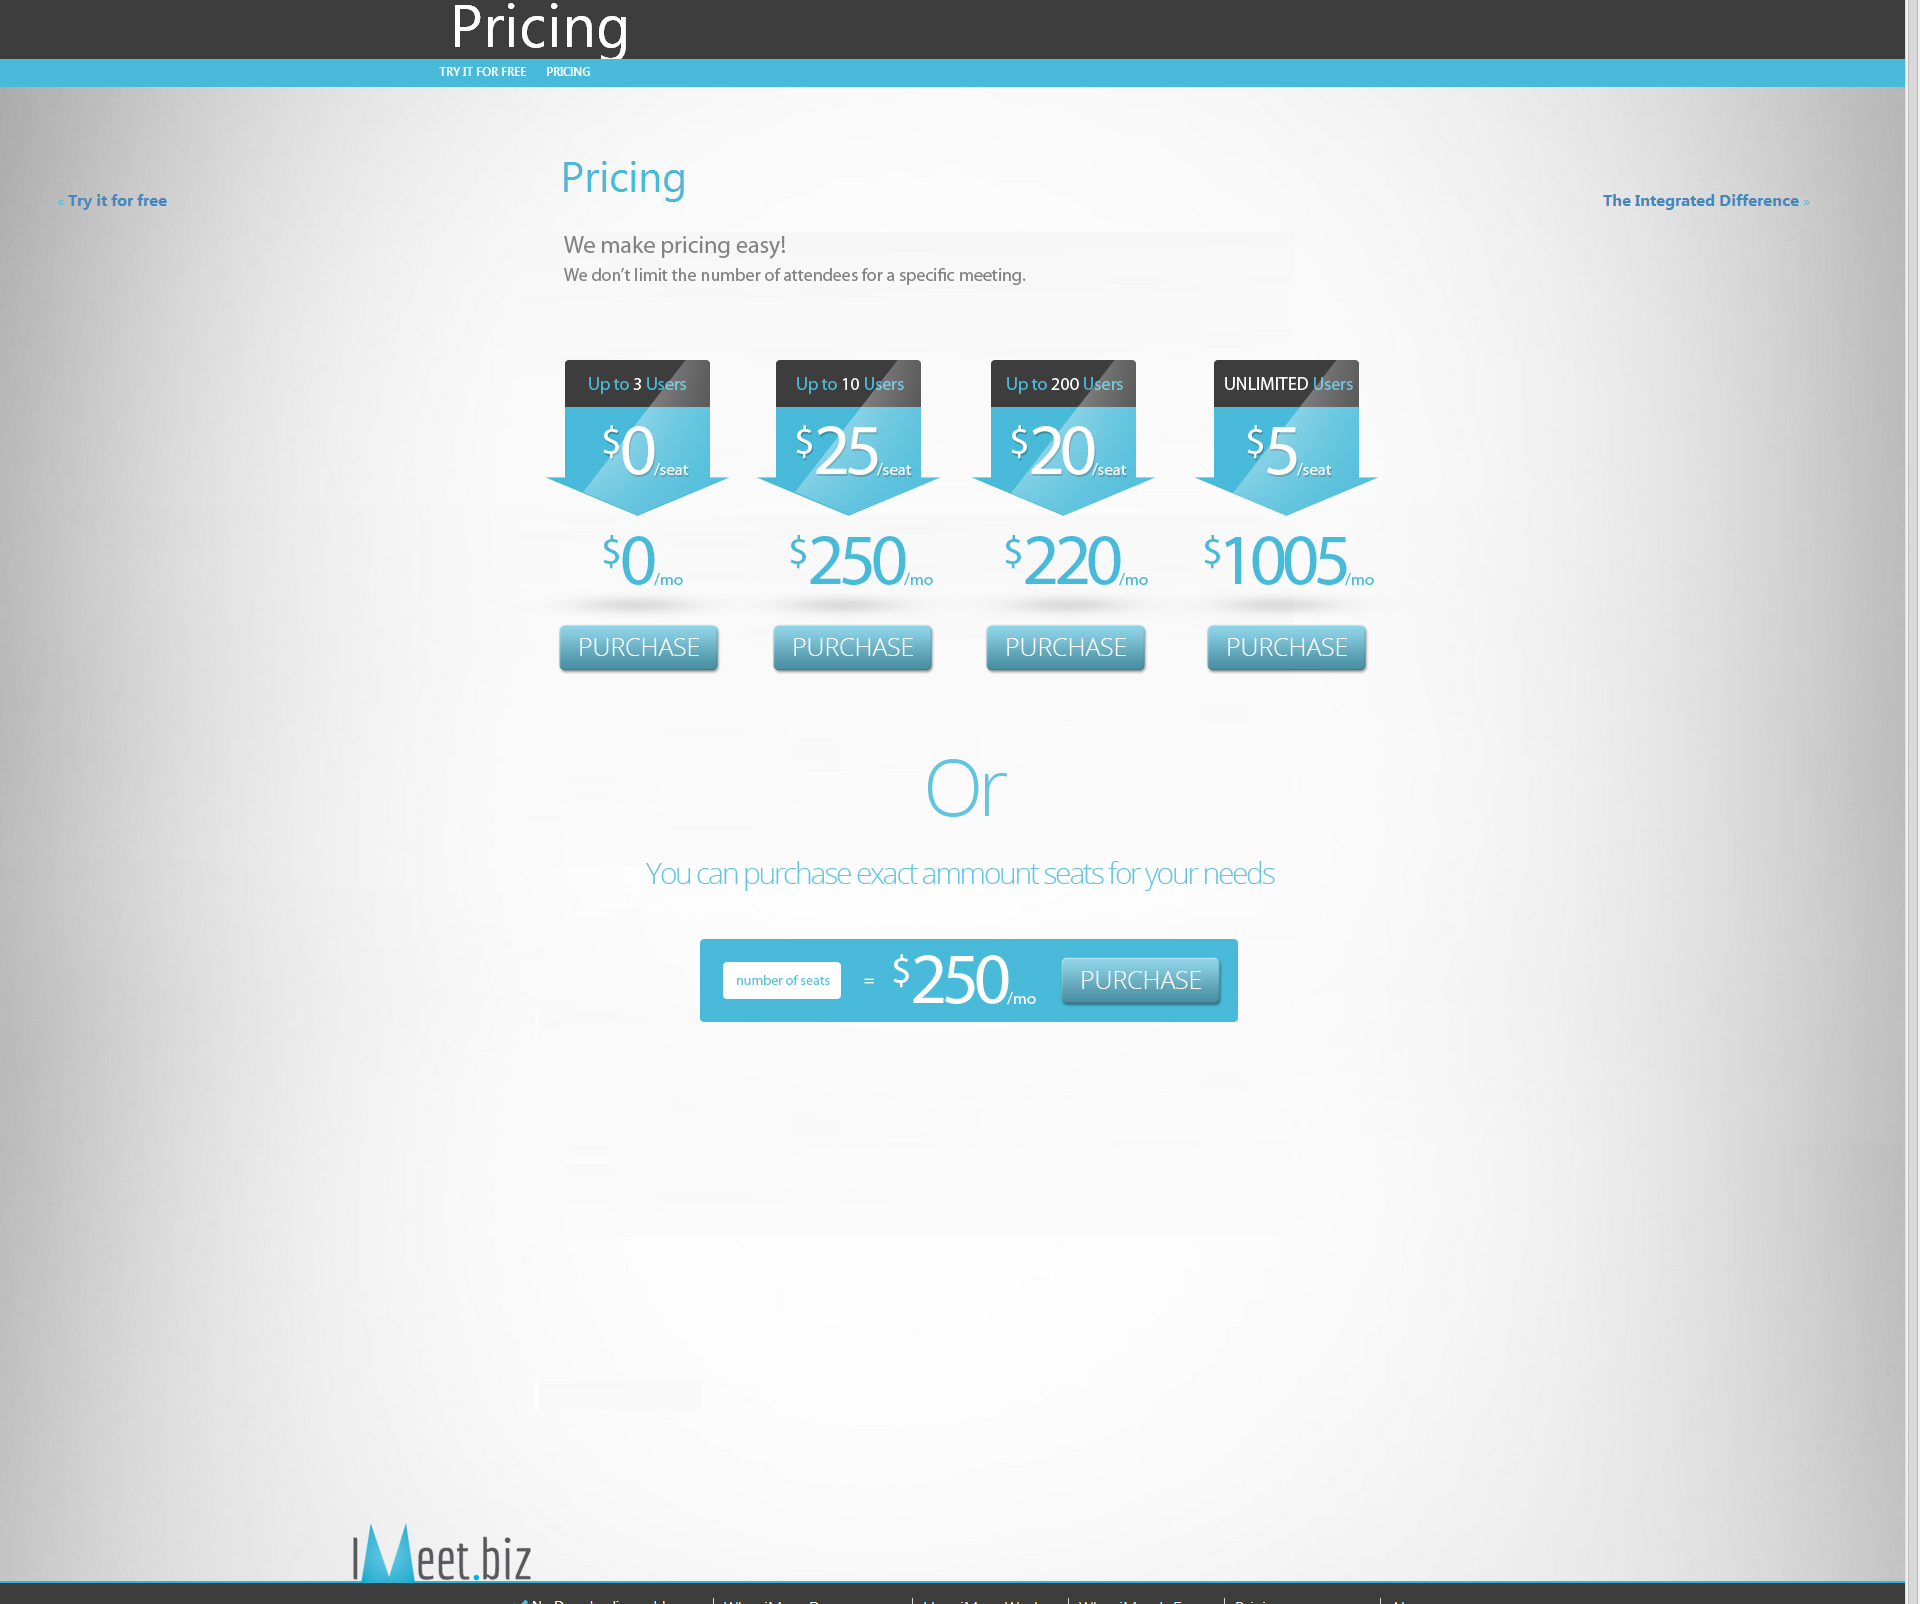 Pricing
TRY IT FOR FREE PRICING
Pricing
« Try it for free
The Integrated Difference »
We make pricing easy!
We don't limit the number of attendees for a specific meeting.
Up to 3 Users
$0/seat
$0/mo
PURCHASE
Up to 10 Users
$25/seat
$250/mo
PURCHASE
Up to 200 Users
$20/seat
$220/mo
PURCHASE
UNLIMITED Users
$5/seat
$1005/mo
PURCHASE
Or
You can purchase exact ammount seats for your needs
number of seats = $250/mo PURCHASE
IMeet.biz